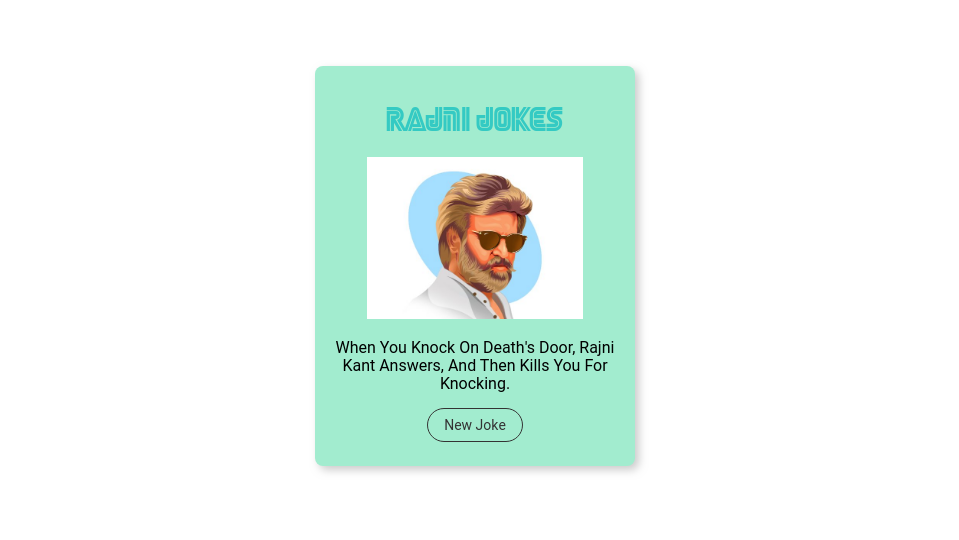 RAJNI JOKES
When You Knock On Death's Door, Rajni
Kant Answers, And Then Kills You For
Knocking.
New Joke